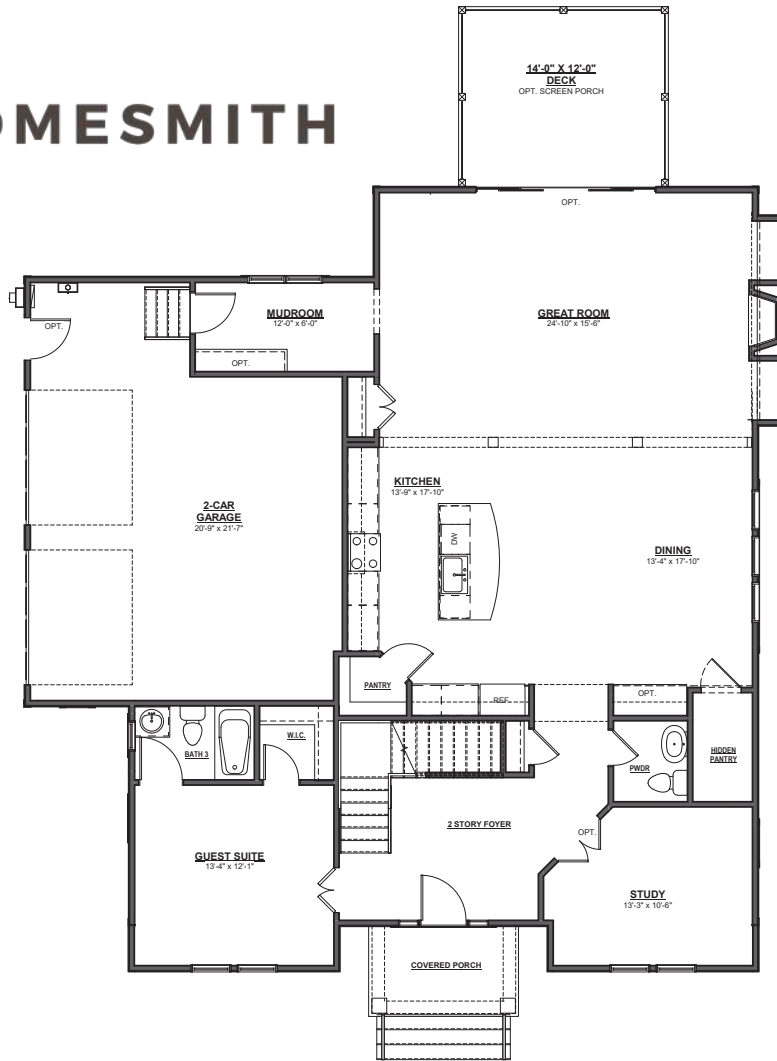 14'-0" X 12'-0"
DECK
OPT. SCREEN PORCH
OMESMITH
OPT.
MUDROOM
12'-0" x 6'-0"
OPT.
OPT.
GREAT ROOM
24'-10" x 15'-6"
KITCHEN
13'-9" x 17'-10"
2-CAR
GARAGE
20'-9" x 21'-7"
DW
DINING
13'-4" x 17'-10"
PANTRY
REF.
OPT.
W.I.C.
BATH 3
HIDDEN
PANTRY
PWDR
2 STORY FOYER
OPT.
GUEST SUITE
13'-4" x 12'-1"
STUDY
13'-3" x 10'-6"
COVERED PORCH